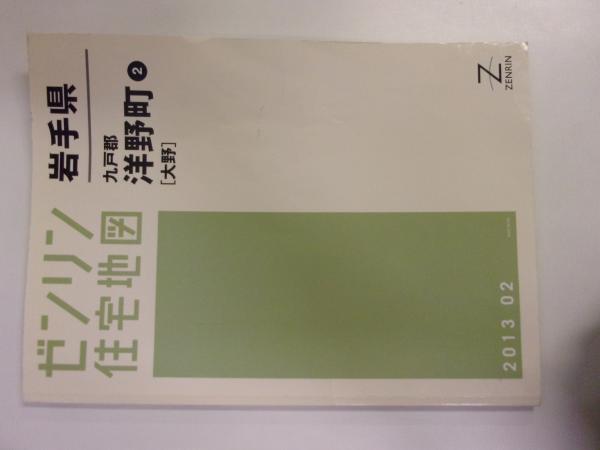 ゼンリン
住宅地図
岩手県
九戸郡
洋野町❷
[大野]
ZENRIN
2013 02